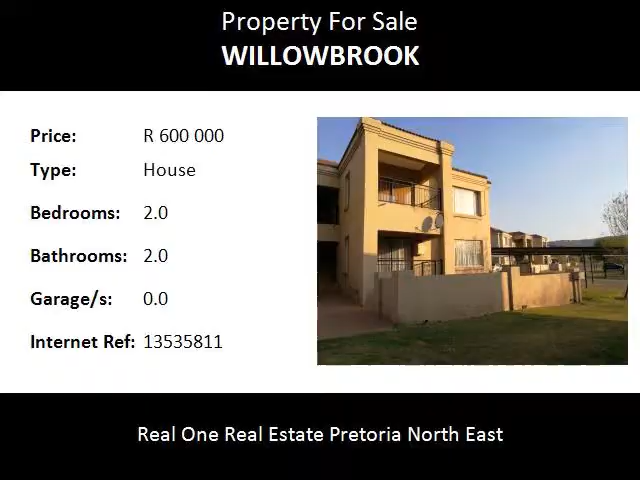 Property For Sale
WILLOWBROOK
Price: R 600 000
Type: House
Bedrooms: 2.0
Bathrooms: 2.0
Garage/s: 0.0
Internet Ref: 13535811
Real One Real Estate Pretoria North East